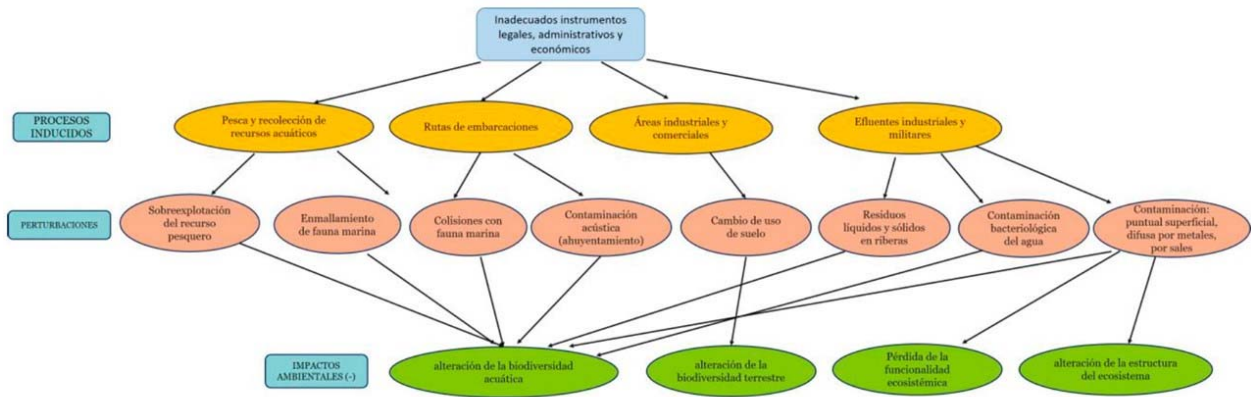 Inadecuados instrumentos
legales, administrativos y
económicos
PROCESOS
INDUCIDOS
Pesca y recolección de
recursos acuáticos
Rutas de embarcaciones
Áreas industriales y
comerciales
Efluentes industriales y
militares
PERTURBACIONES
Sobreexplotación
del recurso
pesquero
Enmallamiento
de fauna marina
Colisiones con
fauna marina
Contaminación
acústica
(ahuyentamiento)
Cambio de uso
de suelo
Residuos
líquidos y sólidos
en riberas
Contaminación
bacteriológica
del agua
Contaminación:
puntual superficial,
difusa por metales,
por sales
IMPACTOS
AMBIENTALES (-)
alteración de la biodiversidad
acuática
alteración de la
biodiversidad terrestre
Pérdida de la
funcionalidad
ecosistémica
alteración de la estructura
del ecosistema